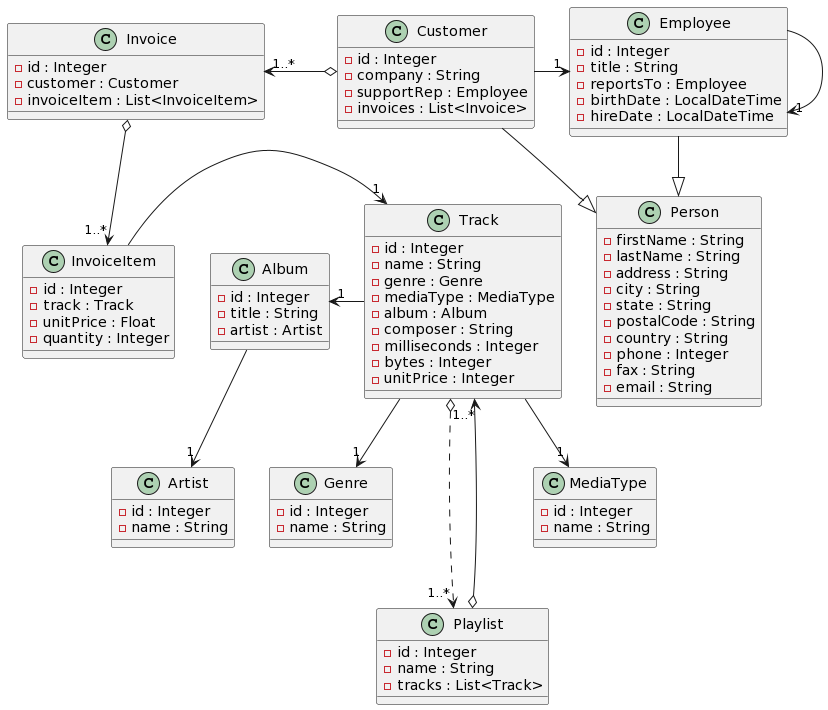 C Invoice
id : Integer
customer : Customer
invoiceItem : List<InvoiceItem>
1..*
C Customer
id : Integer
company : String
supportRep : Employee
invoices : List<Invoice>
1
C Employee
id : Integer
title : String
reportsTo : Employee
birthDate : LocalDateTime
hireDate : LocalDateTime
1
1..*
1
C InvoiceItem
id : Integer
track : Track
unitPrice : Float
quantity : Integer
C Album
id : Integer
title : String
artist : Artist
1
C Track
id : Integer
name : String
genre : Genre
mediaType : MediaType
album : Album
composer : String
milliseconds : Integer
bytes : Integer
unitPrice : Integer
C Person
firstName : String
lastName : String
address : String
city : String
state : String
postalCode : String
country : String
phone : Integer
fax : String
email : String
1..*
1
1
1
C Artist
id : Integer
name : String
C Genre
id : Integer
name : String
C MediaType
id : Integer
name : String
1..*
C Playlist
id : Integer
name : String
tracks : List<Track>